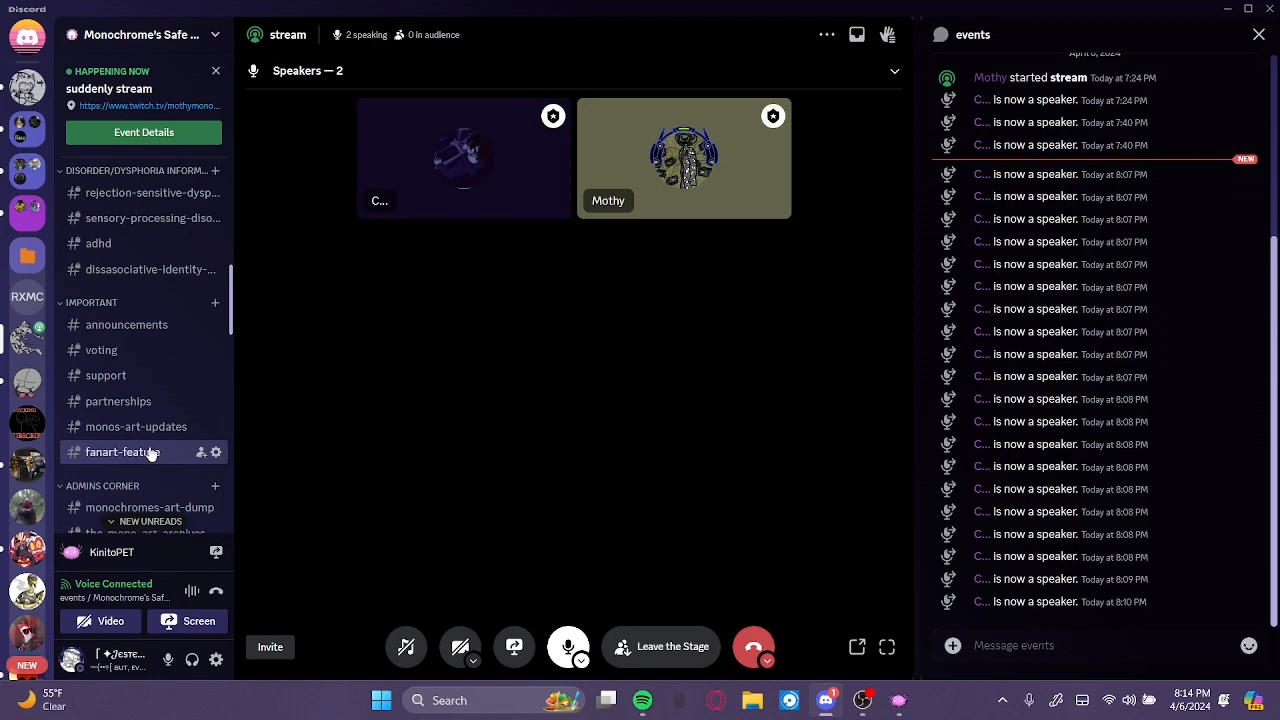 Discord
Monochrome's Safe ...
HAPPENING NOW
suddenly stream
https://www.twitch.tv/mothymono...
Event Details
DISORDER/DYSPHORIA INFORM...
rejection-sensitive-dysp...
sensory-processing-diso...
adhd
dissasociative-identity-...
IMPORTANT
announcements
voting
support
partnerships
monos-art-updates
ADMINS CORNER
monochromes-art-dump
NEW UNREADS
the-mono-art-archives
KinitoPET
Voice Connected
events / Monochrome's Saf...
Video
Screen
BUT, EV...
RXMC
NEW
stream
2 speaking
0 in audience
Speakers — 2
C...
Mothy
Invite
Leave the Stage
events
April 6, 2024
Mothy started stream Today at 7:24 PM
C... is now a speaker. Today at 7:24 PM
C... is now a speaker. Today at 7:40 PM
C... is now a speaker. Today at 7:40 PM
NEW
C... is now a speaker. Today at 8:07 PM
C... is now a speaker. Today at 8:07 PM
C... is now a speaker. Today at 8:07 PM
C... is now a speaker. Today at 8:07 PM
C... is now a speaker. Today at 8:07 PM
C... is now a speaker. Today at 8:07 PM
C... is now a speaker. Today at 8:07 PM
C... is now a speaker. Today at 8:07 PM
C... is now a speaker. Today at 8:07 PM
C... is now a speaker. Today at 8:07 PM
C... is now a speaker. Today at 8:08 PM
C... is now a speaker. Today at 8:08 PM
C... is now a speaker. Today at 8:08 PM
C... is now a speaker. Today at 8:08 PM
C... is now a speaker. Today at 8:08 PM
C... is now a speaker. Today at 8:08 PM
C... is now a speaker. Today at 8:08 PM
C... is now a speaker. Today at 8:08 PM
C... is now a speaker. Today at 8:09 PM
C... is now a speaker. Today at 8:10 PM
Message events
55°F
Clear
Search
1
8:14 PM
4/6/2024